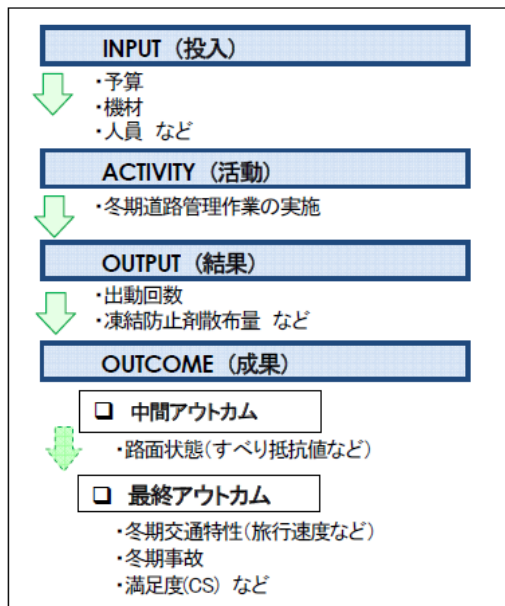 INPUT（投入）
・予算
・機材
・人員 など
ACTIVITY（活動）
・冬期道路管理作業の実施
OUTPUT（結果）
・出動回数
・凍結防止剤散布量 など
OUTCOME（成果）
❑ 中間アウトカム
・路面状態（すべり抵抗値など）
❑ 最終アウトカム
・冬期交通特性（旅行速度など）
・冬期事故
・満足度(CS) など